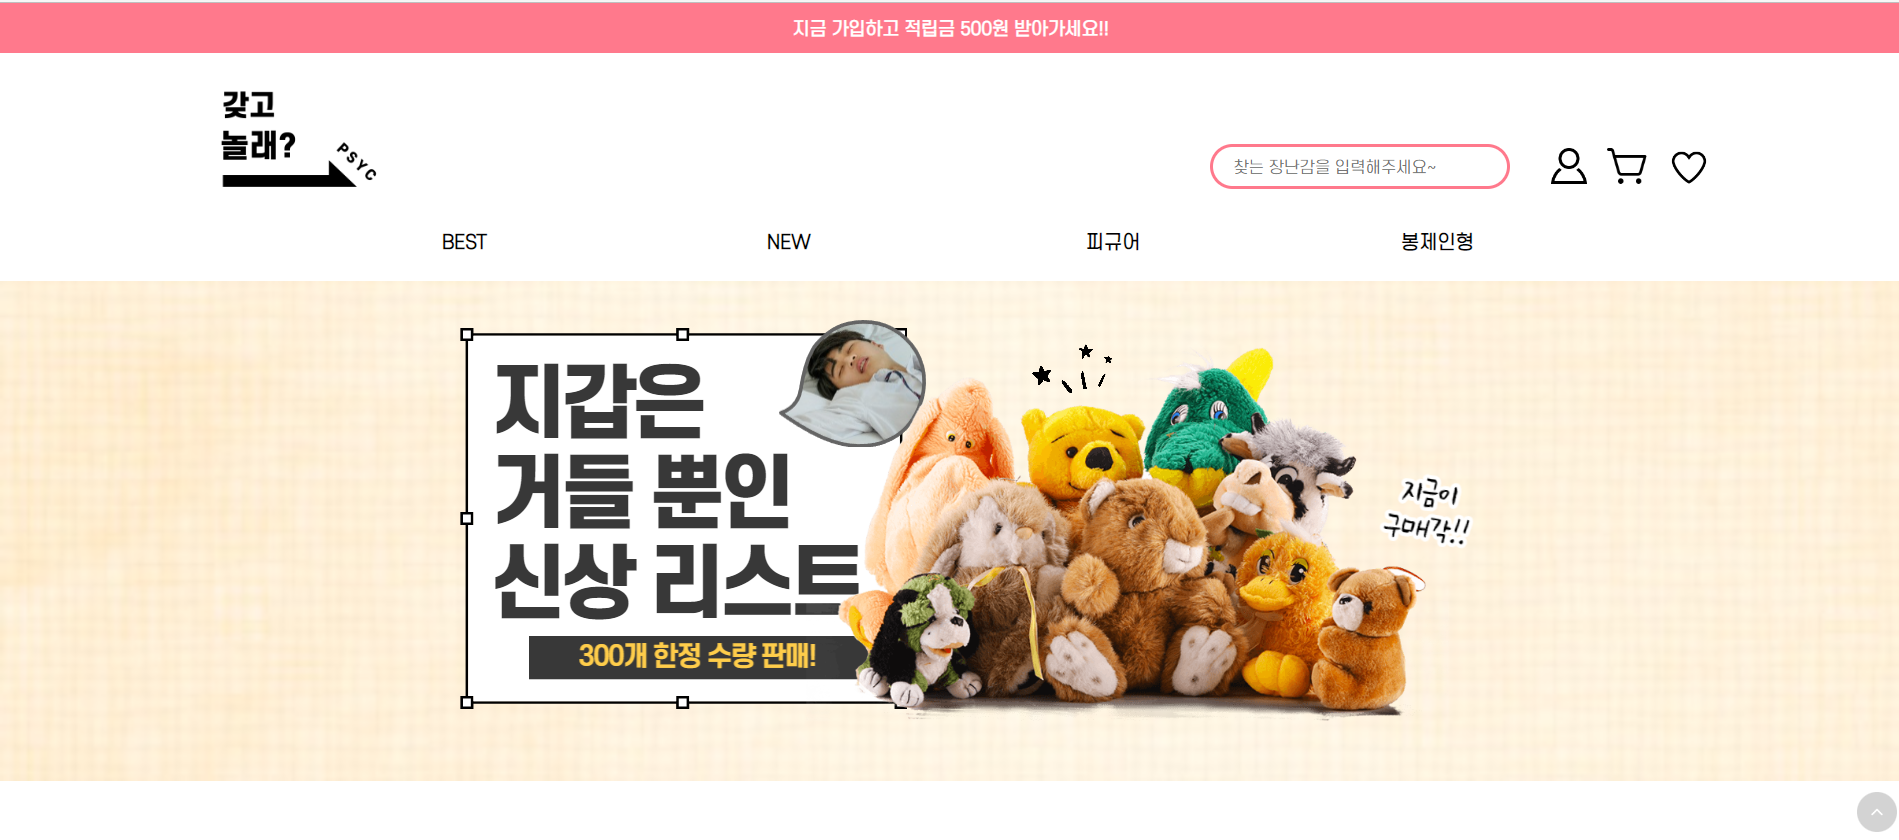 지금 가입하고 적립금 500원 받아가세요!!
갖고
놀래?
PSYC
찾는 장난감을 입력해주세요~
BEST
NEW
피규어
봉제인형
지갑은
거들 뿐인
신상 리스트
300개 한정 수량 판매!
지금이
구매각!!